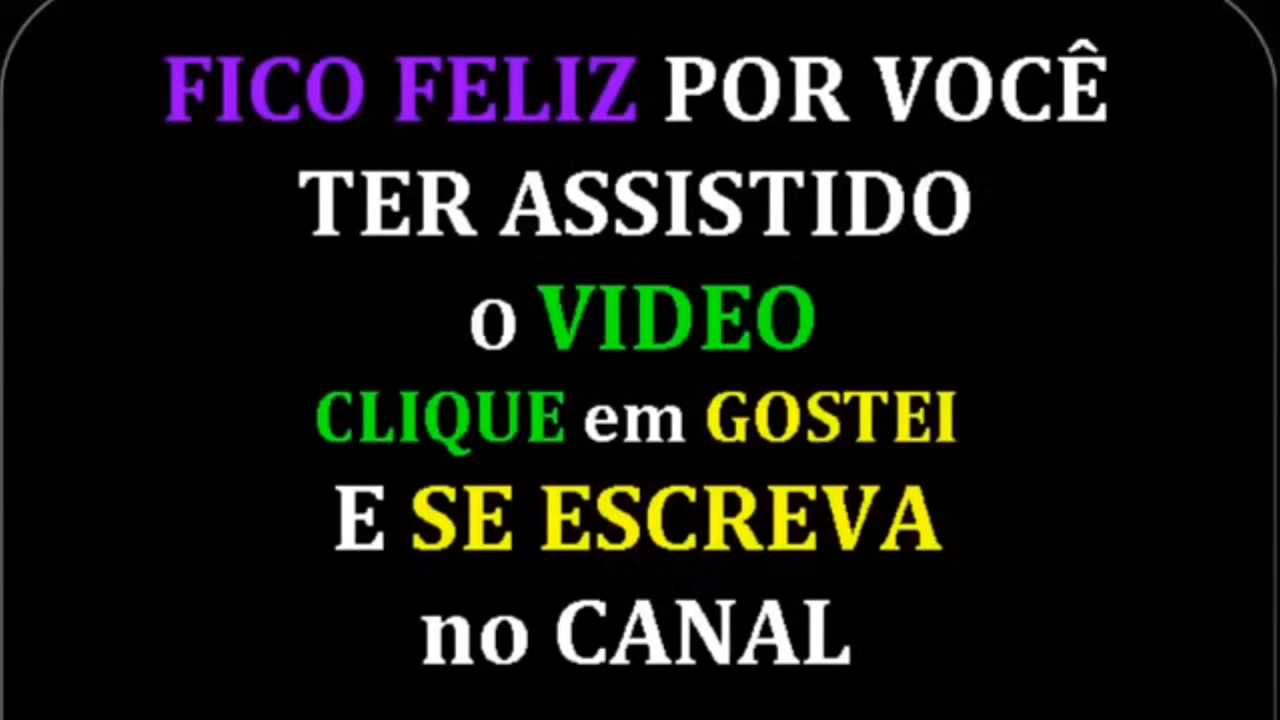 FICO FELIZ POR VOCÊ
TER ASSISTIDO
O VIDEO
CLIQUE em GOSTEI
E SE ESCREVA
no CANAL